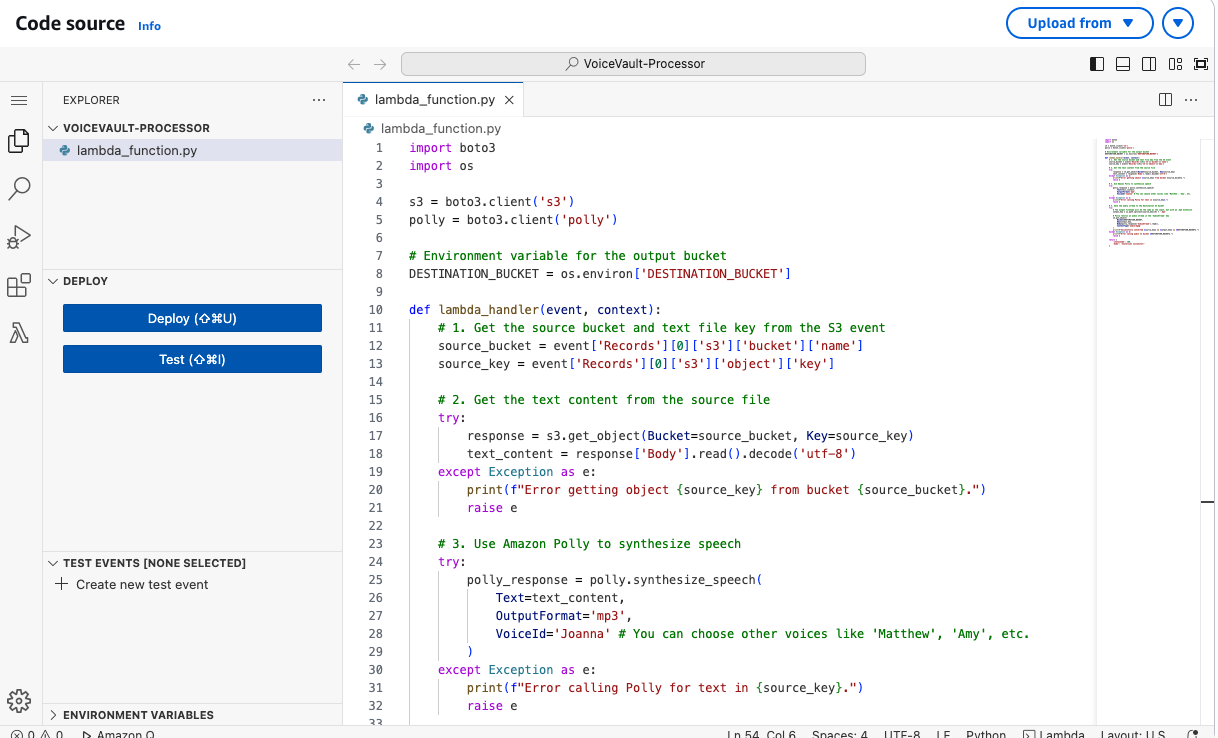 Code source Info
Upload from
VoiceVault-Processor
EXPLORER
VOICEVAULT-PROCESSOR
lambda_function.py
DEPLOY
Deploy (⇧⌘U)
Test (⇧⌘I)
TEST EVENTS [NONE SELECTED]
Create new test event
ENVIRONMENT VARIABLES
lambda_function.py
lambda_function.py
1 import boto3
2 import os
3
4 s3 = boto3.client('s3')
5 polly = boto3.client('polly')
6
7 # Environment variable for the output bucket
8 DESTINATION_BUCKET = os.environ['DESTINATION_BUCKET']
9
10 def lambda_handler(event, context):
11     # 1. Get the source bucket and text file key from the S3 event
12     source_bucket = event['Records'][0]['s3']['bucket']['name']
13     source_key = event['Records'][0]['s3']['object']['key']
14
15     # 2. Get the text content from the source file
16     try:
17         response = s3.get_object(Bucket=source_bucket, Key=source_key)
18         text_content = response['Body'].read().decode('utf-8')
19     except Exception as e:
20         print(f"Error getting object {source_key} from bucket {source_bucket}.")
21         raise e
22
23     # 3. Use Amazon Polly to synthesize speech
24     try:
25         polly_response = polly.synthesize_speech(
26             Text=text_content,
27             OutputFormat='mp3',
28             VoiceId='Joanna' # You can choose other voices like 'Matthew', 'Amy', etc.
29         )
30     except Exception as e:
31         print(f"Error calling Polly for text in {source_key}.")
32         raise e
33
0 0 Amazon Q
Ln 54, Col 6 Spaces: 4 UTF-8 LF Python Lambda Layout: U.S.